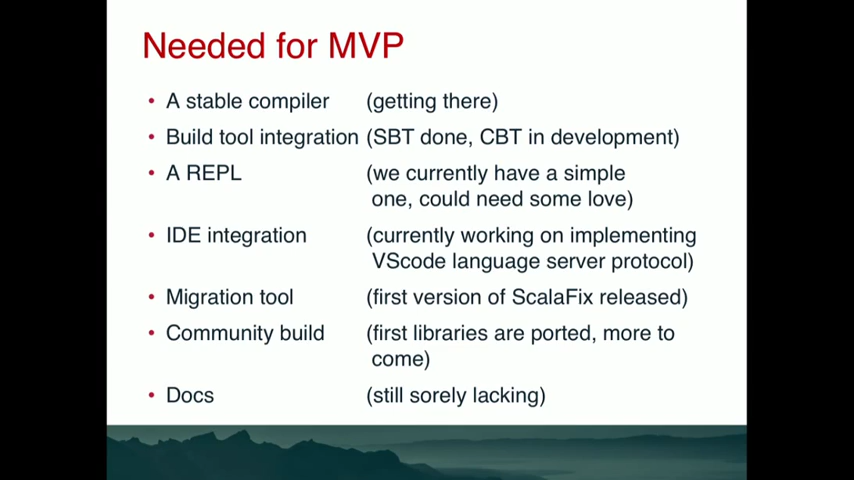 Needed for MVP
• A stable compiler (getting there)
• Build tool integration (SBT done, CBT in development)
• A REPL (we currently have a simple
one, could need some love)
• IDE integration (currently working on implementing
VScode language server protocol)
• Migration tool (first version of ScalaFix released)
• Community build (first libraries are ported, more to
come)
• Docs (still sorely lacking)